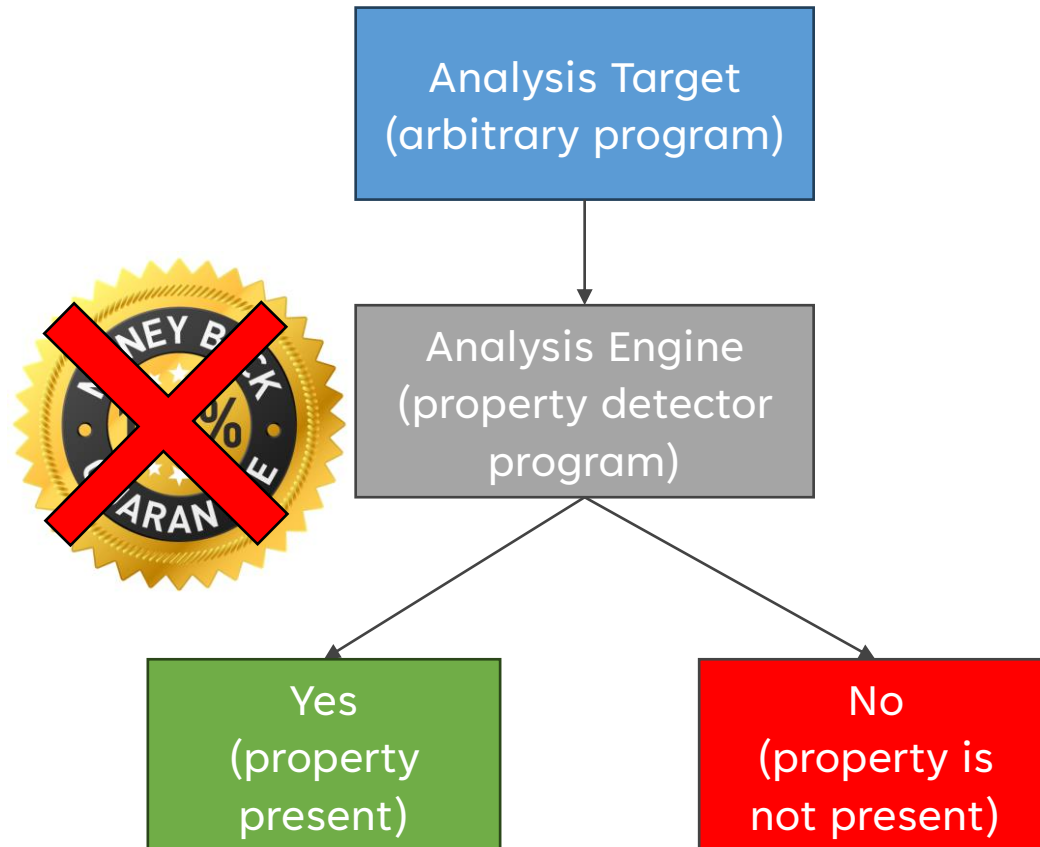 Analysis Target
(arbitrary program)
Analysis Engine
(property detector
program)
%
Yes
(property
present)
No
(property is
not present)